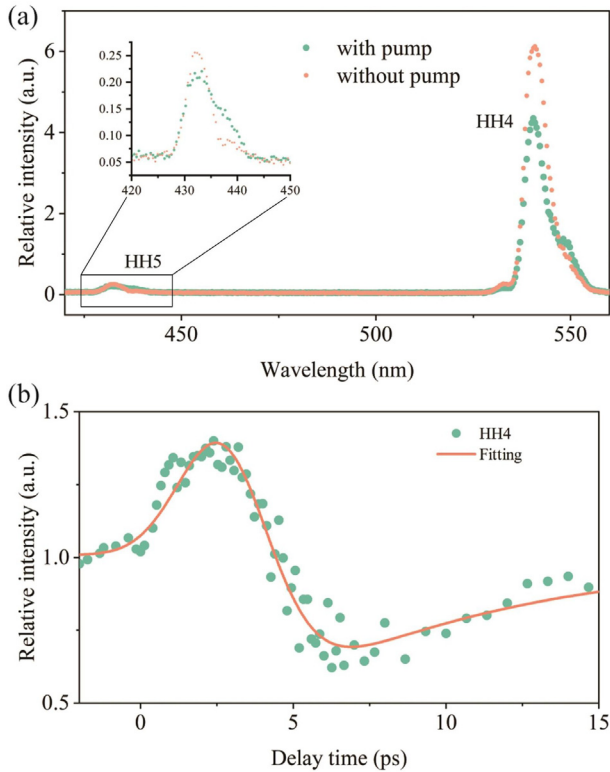 (a)
Relative intensity (a.u.)
6
4
2
0
0.25
0.20
0.15
0.10
0.05
420 430 440 450
with pump
without pump
HH4
HH5
450 500 550
Wavelength (nm)
(b)
Relative intensity (a.u.)
1.5
1.0
0.5
HH4
Fitting
0 5 10 15
Delay time (ps)